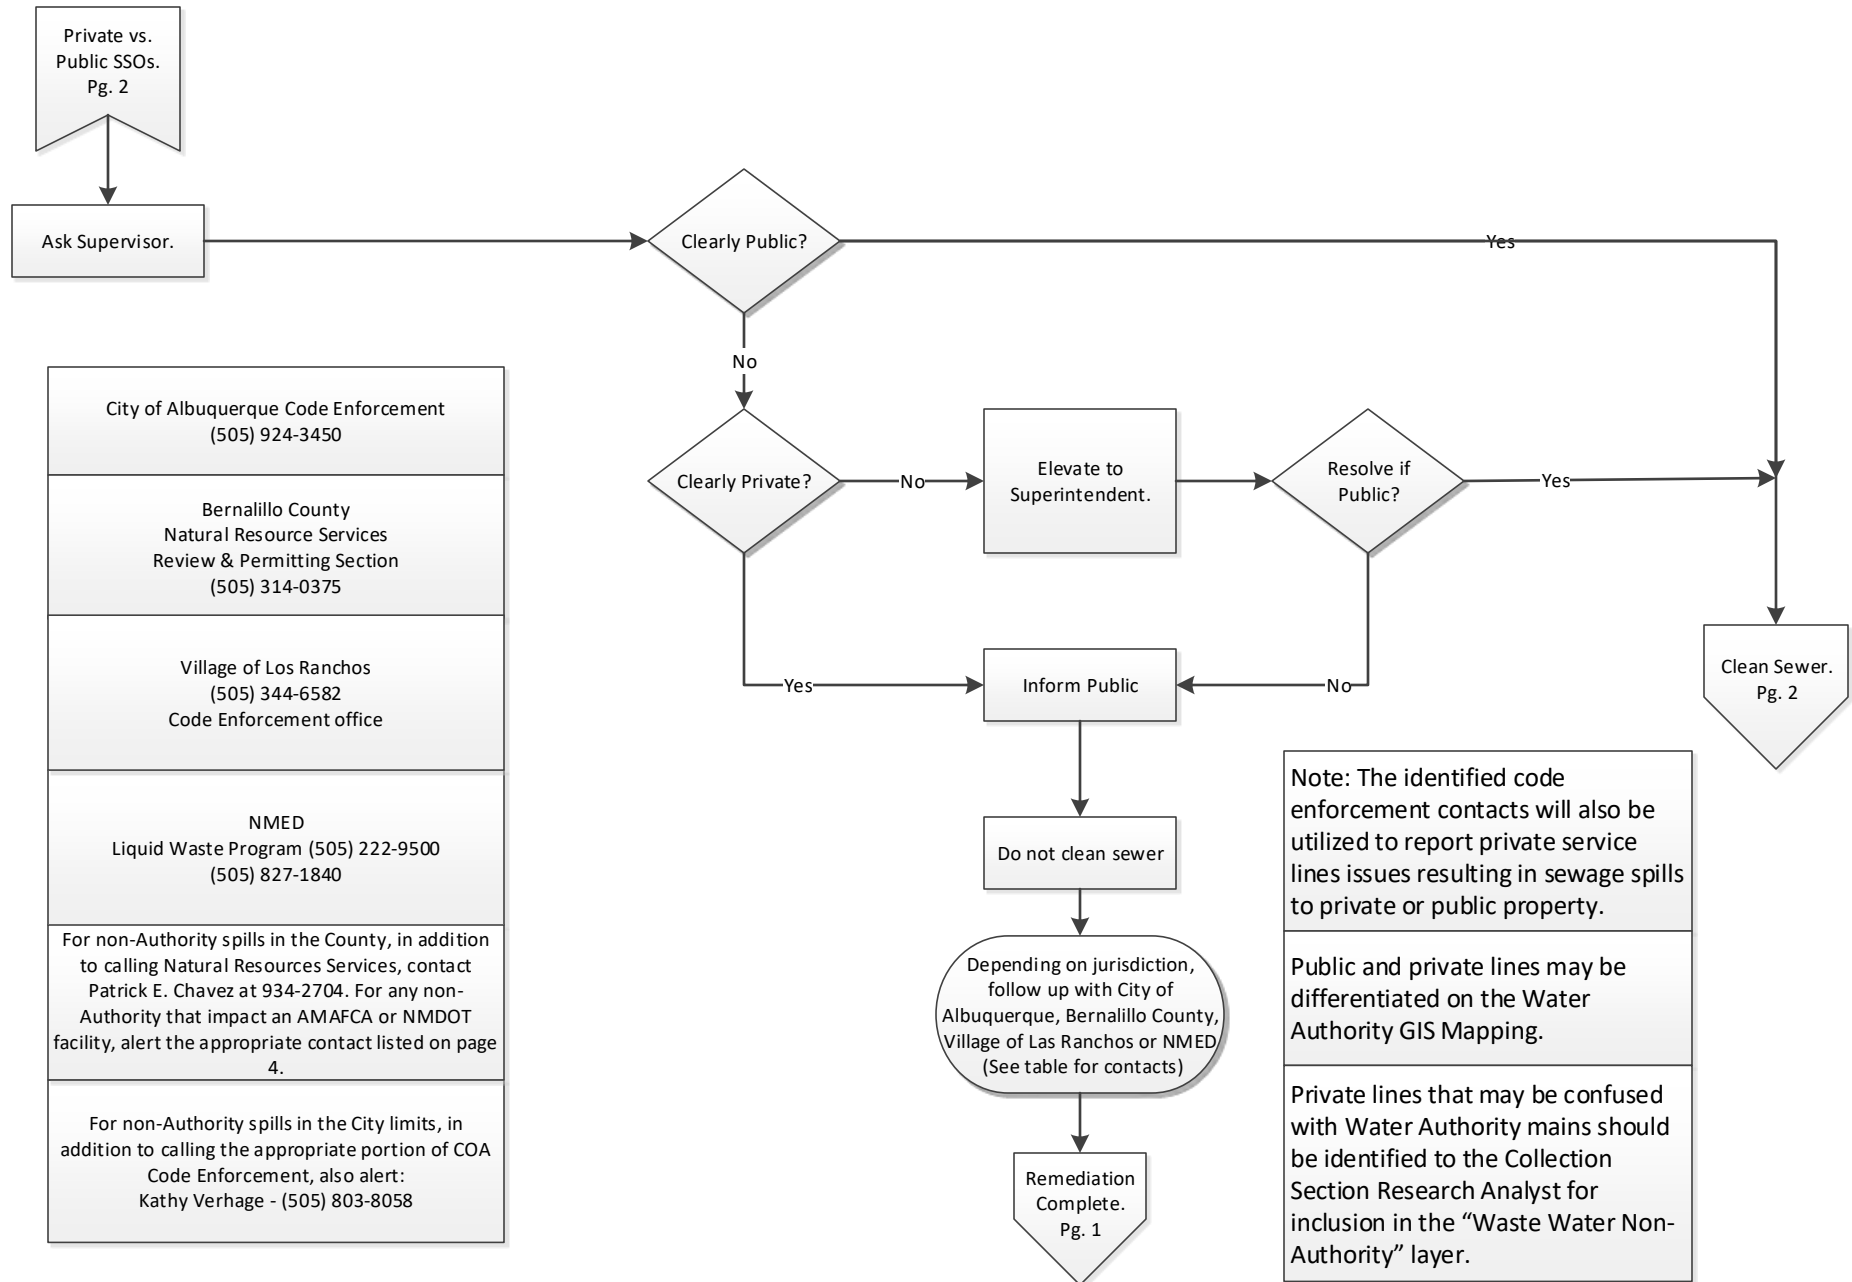 Private vs.
Public SSOs.
Pg. 2
Ask Supervisor.
Clearly Public?
Yes
No
Clearly Private?
No
Elevate to
Superintendent.
Resolve if
Public?
Yes
Yes
Inform Public
No
Clean Sewer.
Pg. 2
Do not clean sewer
Depending on jurisdiction,
follow up with City of
Albuquerque, Bernalillo County,
Village of Las Ranchos or NMED
(See table for contacts)
Remediation
Complete.
Pg. 1
City of Albuquerque Code Enforcement
(505) 924-3450
Bernalillo County
Natural Resource Services
Review & Permitting Section
(505) 314-0375
Village of Los Ranchos
(505) 344-6582
Code Enforcement office
NMED
Liquid Waste Program (505) 222-9500
(505) 827-1840
For non-Authority spills in the County, in addition
to calling Natural Resources Services, contact
Patrick E. Chavez at 934-2704. For any non-
Authority that impact an AMAFCA or NMDOT
facility, alert the appropriate contact listed on page
4.
For non-Authority spills in the City limits, in
addition to calling the appropriate portion of COA
Code Enforcement, also alert:
Kathy Verhage - (505) 803-8058
Note: The identified code
enforcement contacts will also be
utilized to report private service
lines issues resulting in sewage spills
to private or public property.
Public and private lines may be
differentiated on the Water
Authority GIS Mapping.
Private lines that may be confused
with Water Authority mains should
be identified to the Collection
Section Research Analyst for
inclusion in the “Waste Water Non-
Authority” layer.